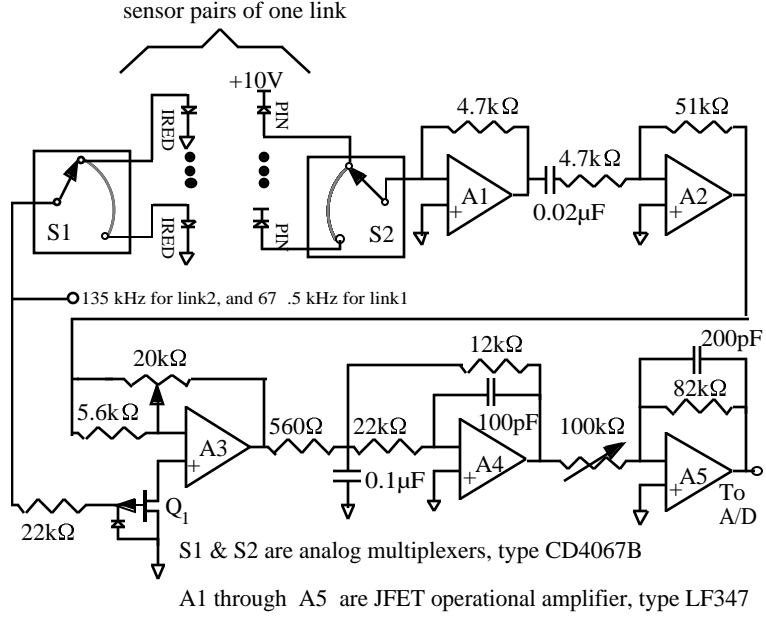 sensor pairs of one link
+10V
IRED
PIN
4.7kΩ
51kΩ
4.7kΩ
A1
A2
+
+
0.02μF
S1
IRED
PIN
S2
135 kHz for link2, and 67 .5 kHz for link1
20kΩ
12kΩ
200pF
5.6kΩ
82kΩ
560Ω
22kΩ
100pF
100kΩ
A3
+
A4
+
A5
+
0.1μF
To
A/D
22kΩ
Q1
S1 & S2 are analog multiplexers, type CD4067B
A1 through A5 are JFET operational amplifier, type LF347